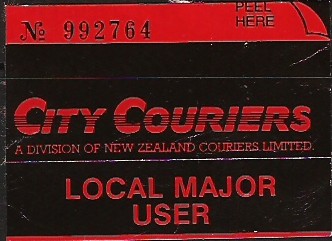 № 992764
PEEL
HERE
CITY COURIERS
A DIVISION OF NEW ZEALAND COURIERS LIMITED.
LOCAL MAJOR
USER